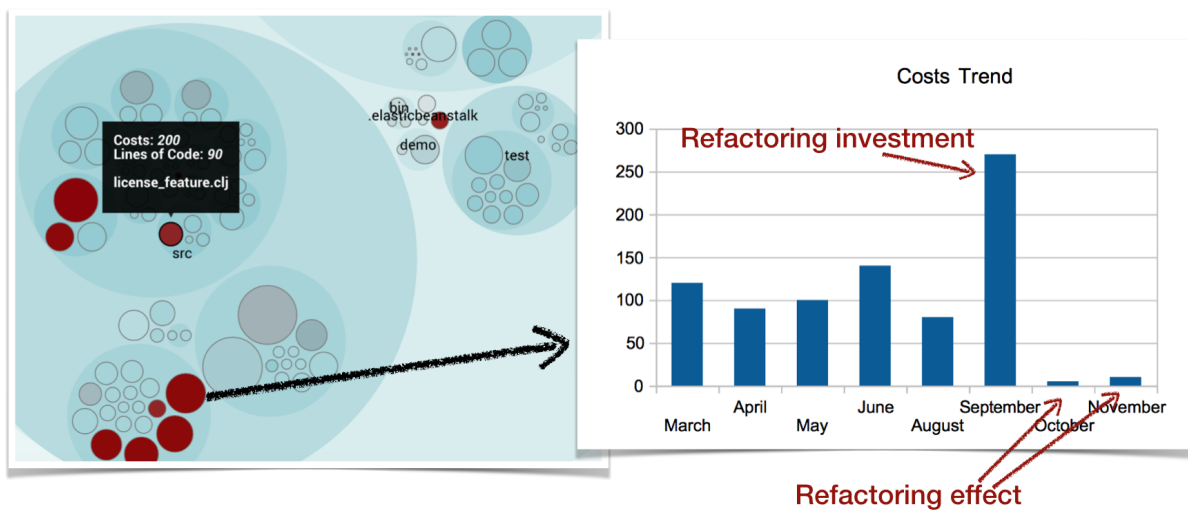 bin
.elasticbeanstalk
demo
test
Costs: 200
Lines of Code: 90
license_feature.clj
src
Costs Trend
Refactoring investment
300
250
200
150
100
50
0
March
April
May
June
August
September
October
November
Refactoring effect